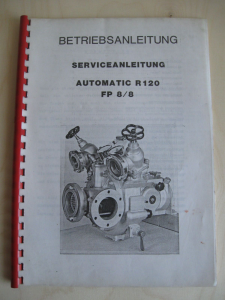 BETRIEBSANLEITUNG
SERVICEANLEITUNG
AUTOMATIC R120
FP 8/8